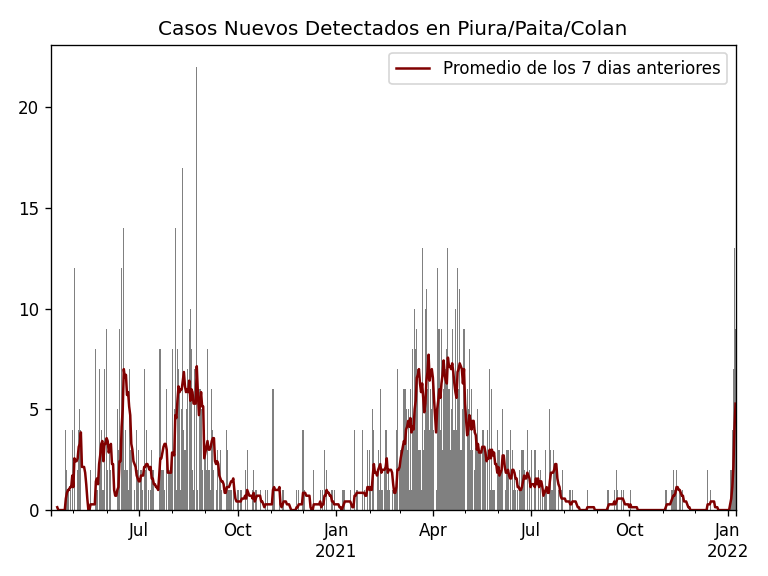 Casos Nuevos Detectados en Piura/Paita/Colan
Promedio de los 7 dias anteriores
20
15
10
5
0
Jul Oct Jan Apr Jul Oct Jan
2021 2022